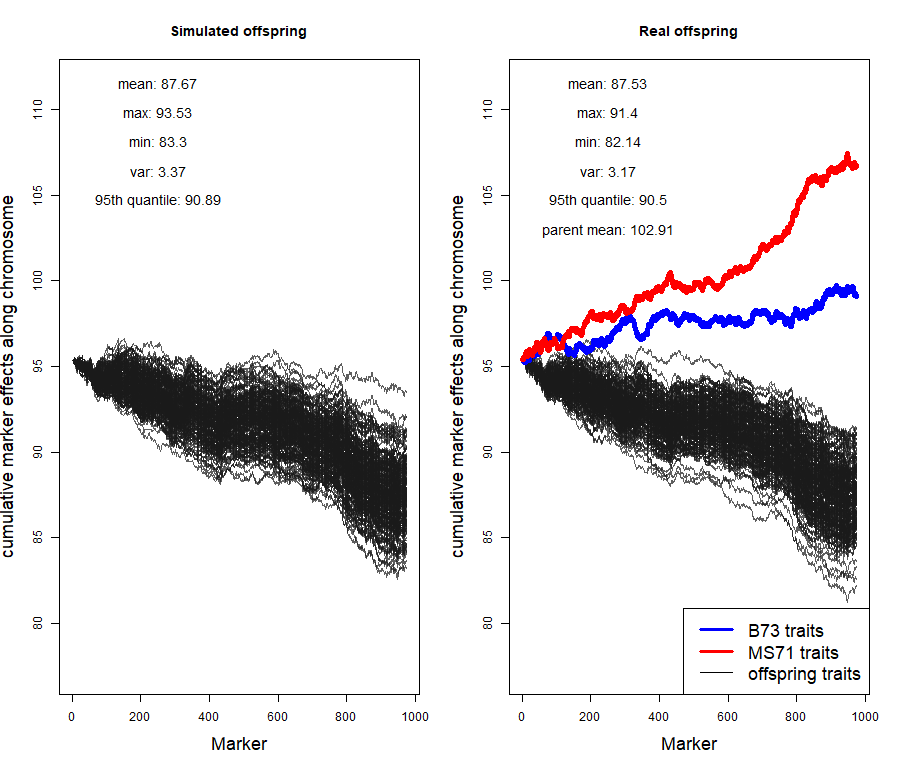 Simulated offspring
mean: 87.67
max: 93.53
min: 83.3
var: 3.37
95th quantile: 90.89
cumulative marker effects along chromosome
110
105
100
95
90
85
80
0 200 400 600 800 1000
Marker
Real offspring
mean: 87.53
max: 91.4
min: 82.14
var: 3.17
95th quantile: 90.5
parent mean: 102.91
cumulative marker effects along chromosome
110
105
100
95
90
85
80
B73 traits
MS71 traits
offspring traits
0 200 400 600 800 1000
Marker